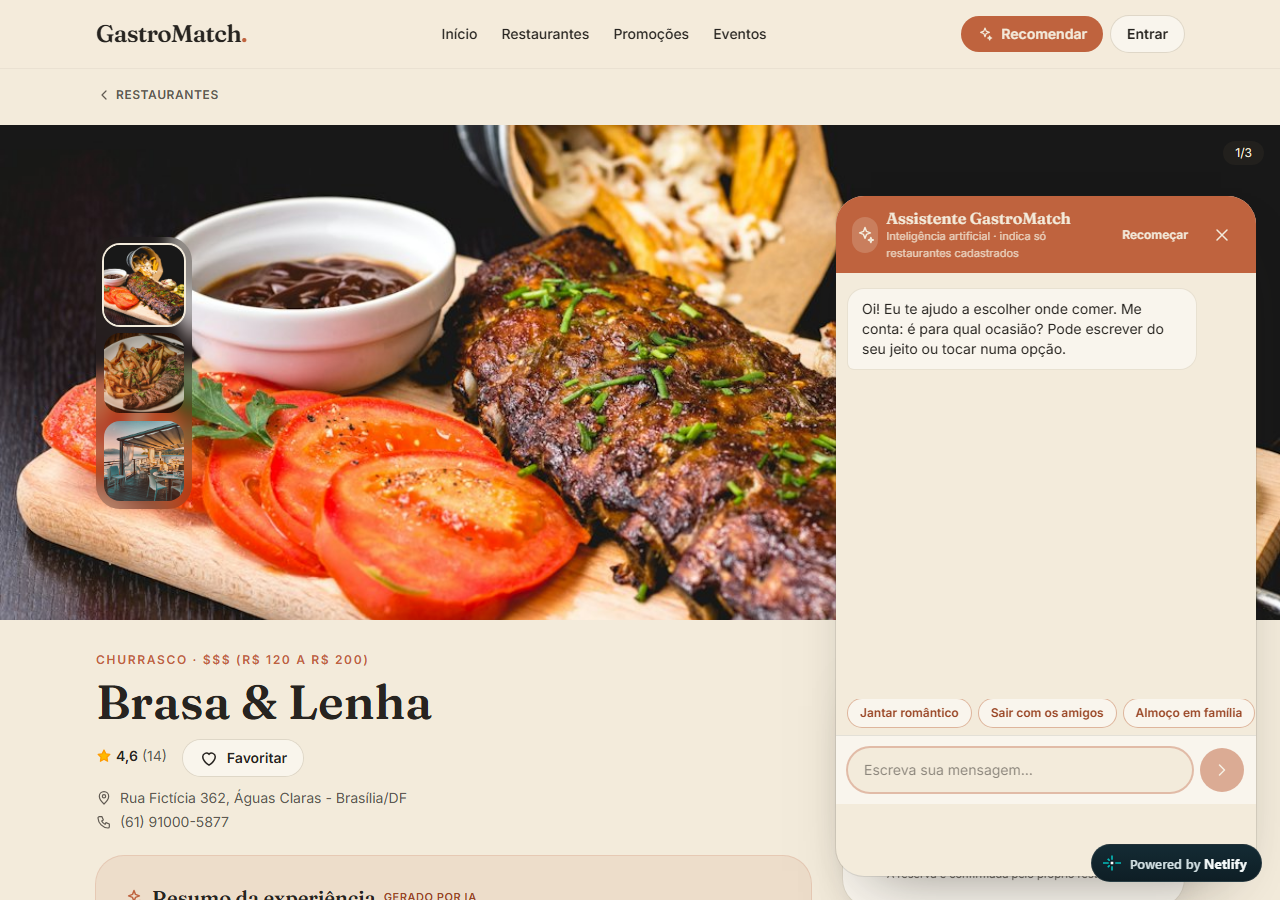 GastroMatch.
Início
Restaurantes
Promoções
Eventos
Recomendar
Entrar
RESTAURANTES
1/3
Assistente GastroMatch
Inteligência artificial · indica só
restaurantes cadastrados
Recomeçar
Oi! Eu te ajudo a escolher onde comer. Me
conta: é para qual ocasião? Pode escrever do
seu jeito ou tocar numa opção.
Jantar romântico
Sair com os amigos
Almoço em família
Escreva sua mensagem...
CHURRASCO · $$$ (R$ 120 A R$ 200)
Brasa & Lenha
4,6 (14)
Favoritar
Rua Fictícia 362, Águas Claras - Brasília/DF
(61) 91000-5877
Resumo da experiência GERADO POR IA
Powered by Netlify